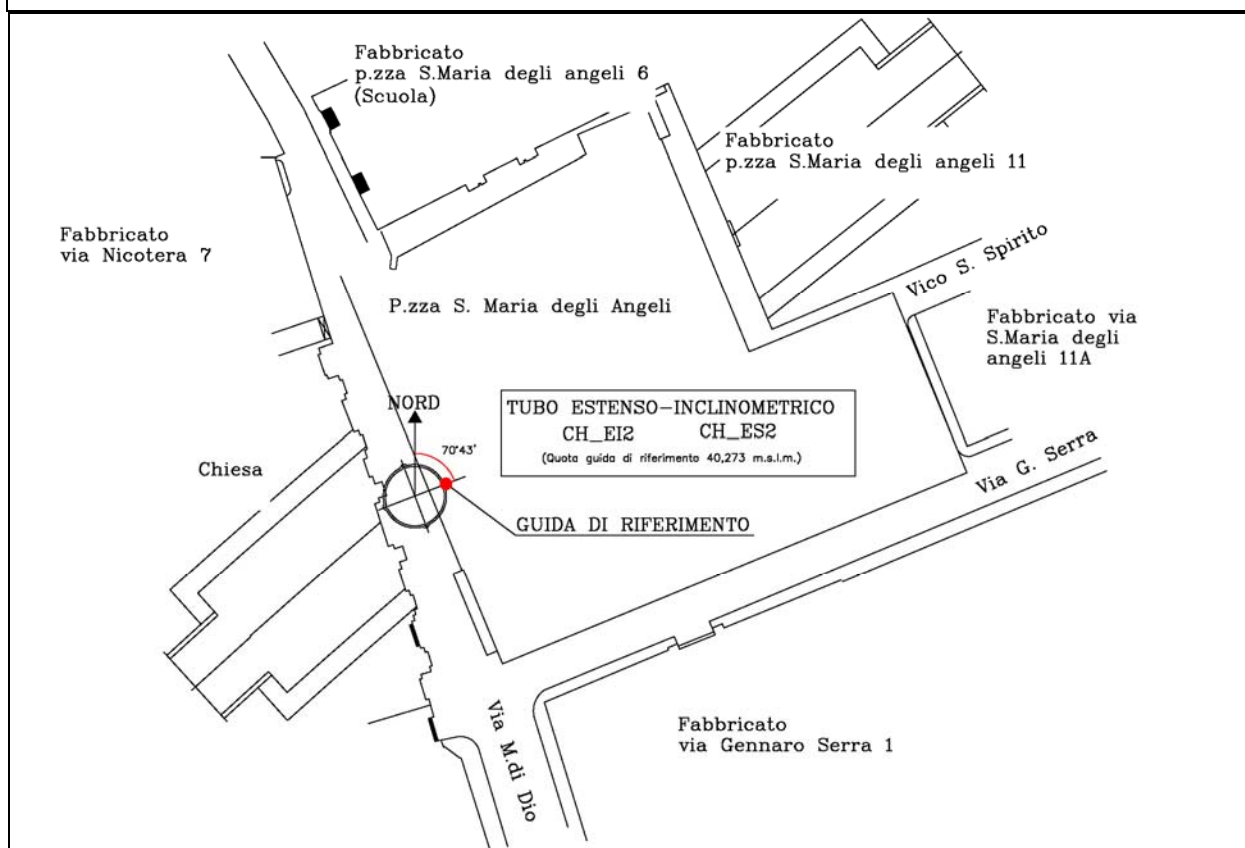 Fabbricato
p.zza S.Maria degli angeli 6
(Scuola)
Fabbricato
p.zza S.Maria degli angeli 11
Fabbricato
via Nicotera 7
Vico S. Spirito
P.zza S. Maria degli Angeli
Fabbricato via
S.Maria degli
angeli 11A
NORD
70°43'
TUBO ESTENSO-INCLINOMETRICO
CH_EI2 CH_ES2
(Quota guida di riferimento 40,273 m.s.l.m.)
Chiesa
Via G. Serra
GUIDA DI RIFERIMENTO
Via M.di Dio
Fabbricato
via Gennaro Serra 1